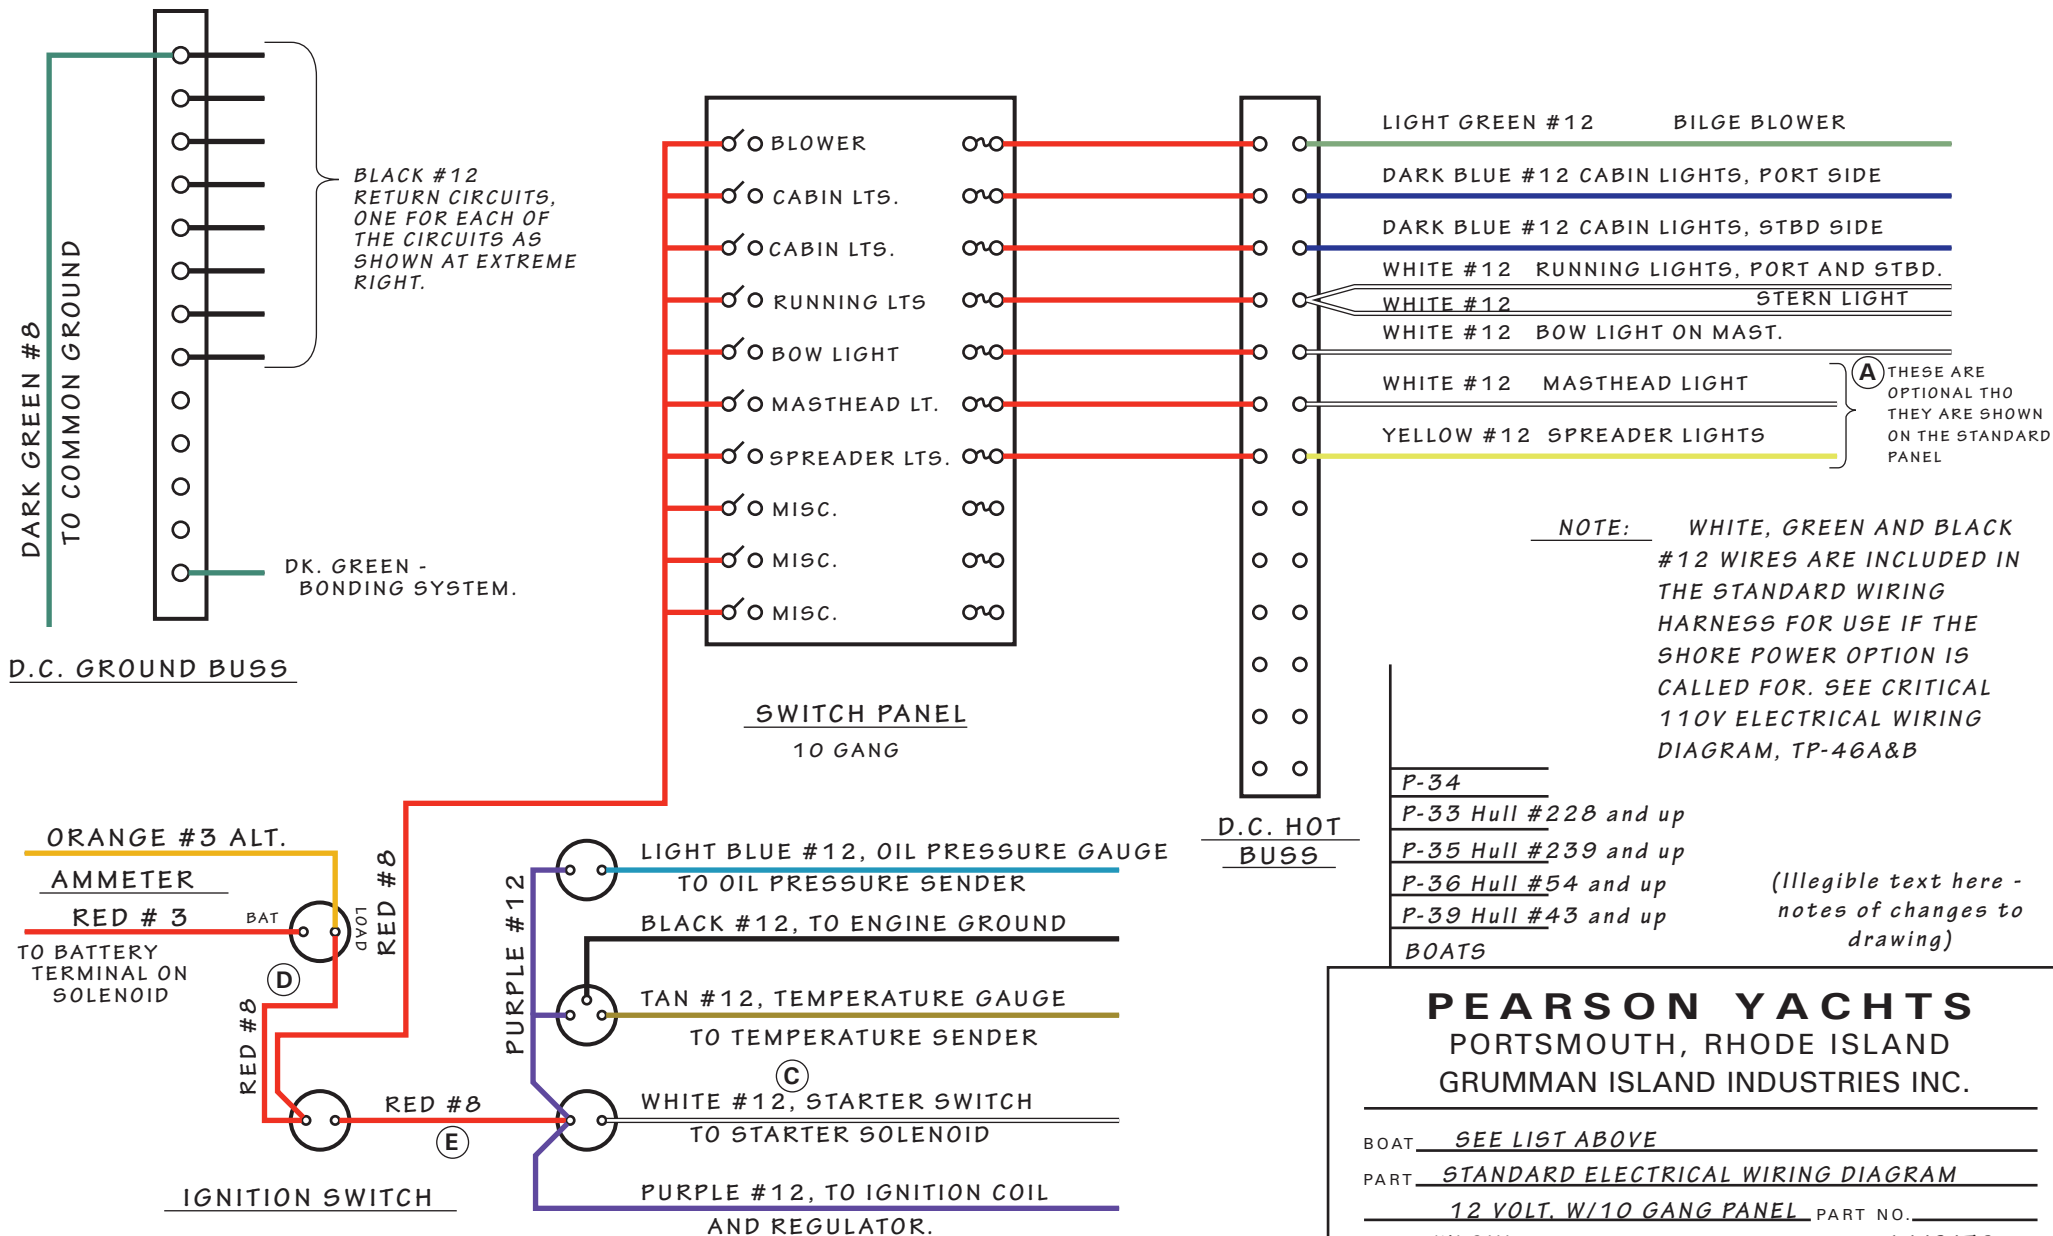 DARK GREEN #8
TO COMMON GROUND
BLACK #12
RETURN CIRCUITS,
ONE FOR EACH OF
THE CIRCUITS AS
SHOWN AT EXTREME
RIGHT.
DK. GREEN -
BONDING SYSTEM.
D.C. GROUND BUSS
BLOWER
CABIN LTS.
CABIN LTS.
RUNNING LTS
BOW LIGHT
MASTHEAD LT.
SPREADER LTS.
MISC.
MISC.
MISC.
SWITCH PANEL
10 GANG
LIGHT GREEN #12 BILGE BLOWER
DARK BLUE #12 CABIN LIGHTS, PORT SIDE
DARK BLUE #12 CABIN LIGHTS, STBD SIDE
WHITE #12 RUNNING LIGHTS, PORT AND STBD.
WHITE #12 STERN LIGHT
WHITE #12 BOW LIGHT ON MAST.
WHITE #12 MASTHEAD LIGHT
YELLOW #12 SPREADER LIGHTS
A THESE ARE
OPTIONAL THO
THEY ARE SHOWN
ON THE STANDARD
PANEL
D.C. HOT
BUSS
NOTE: WHITE, GREEN AND BLACK
#12 WIRES ARE INCLUDED IN
THE STANDARD WIRING
HARNESS FOR USE IF THE
SHORE POWER OPTION IS
CALLED FOR. SEE CRITICAL
110V ELECTRICAL WIRING
DIAGRAM, TP-46A&B
ORANGE #3 ALT.
AMMETER
RED # 3
BAT
LOAD
TO BATTERY
TERMINAL ON
SOLENOID
D
RED #8
RED #8
RED #8
E
IGNITION SWITCH
PURPLE #12
LIGHT BLUE #12, OIL PRESSURE GAUGE
TO OIL PRESSURE SENDER
BLACK #12, TO ENGINE GROUND
TAN #12, TEMPERATURE GAUGE
TO TEMPERATURE SENDER
C
WHITE #12, STARTER SWITCH
TO STARTER SOLENOID
PURPLE #12, TO IGNITION COIL
AND REGULATOR.
P-34
P-33 Hull #228 and up
P-35 Hull #239 and up
P-36 Hull #54 and up
P-39 Hull #43 and up
BOATS
(Illegible text here -
notes of changes to
drawing)
PEARSON YACHTS
PORTSMOUTH, RHODE ISLAND
GRUMMAN ISLAND INDUSTRIES INC.
BOAT SEE LIST ABOVE
PART STANDARD ELECTRICAL WIRING DIAGRAM
12 VOLT. W/10 GANG PANEL PART NO.